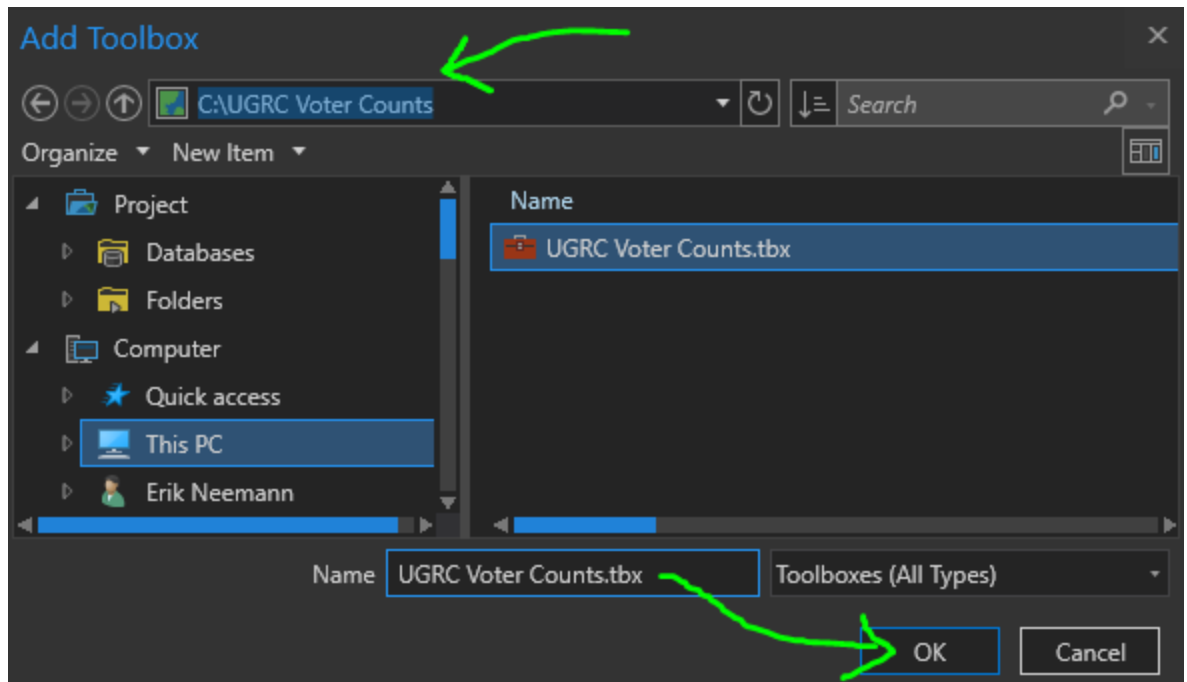 Add Toolbox
C:\UGRC Voter Counts
Search
Organize
New Item
Project
Databases
Folders
Computer
Quick access
This PC
Erik Neemann
Name
UGRC Voter Counts.tbx
Name UGRC Voter Counts.tbx Toolboxes (All Types)
OK Cancel